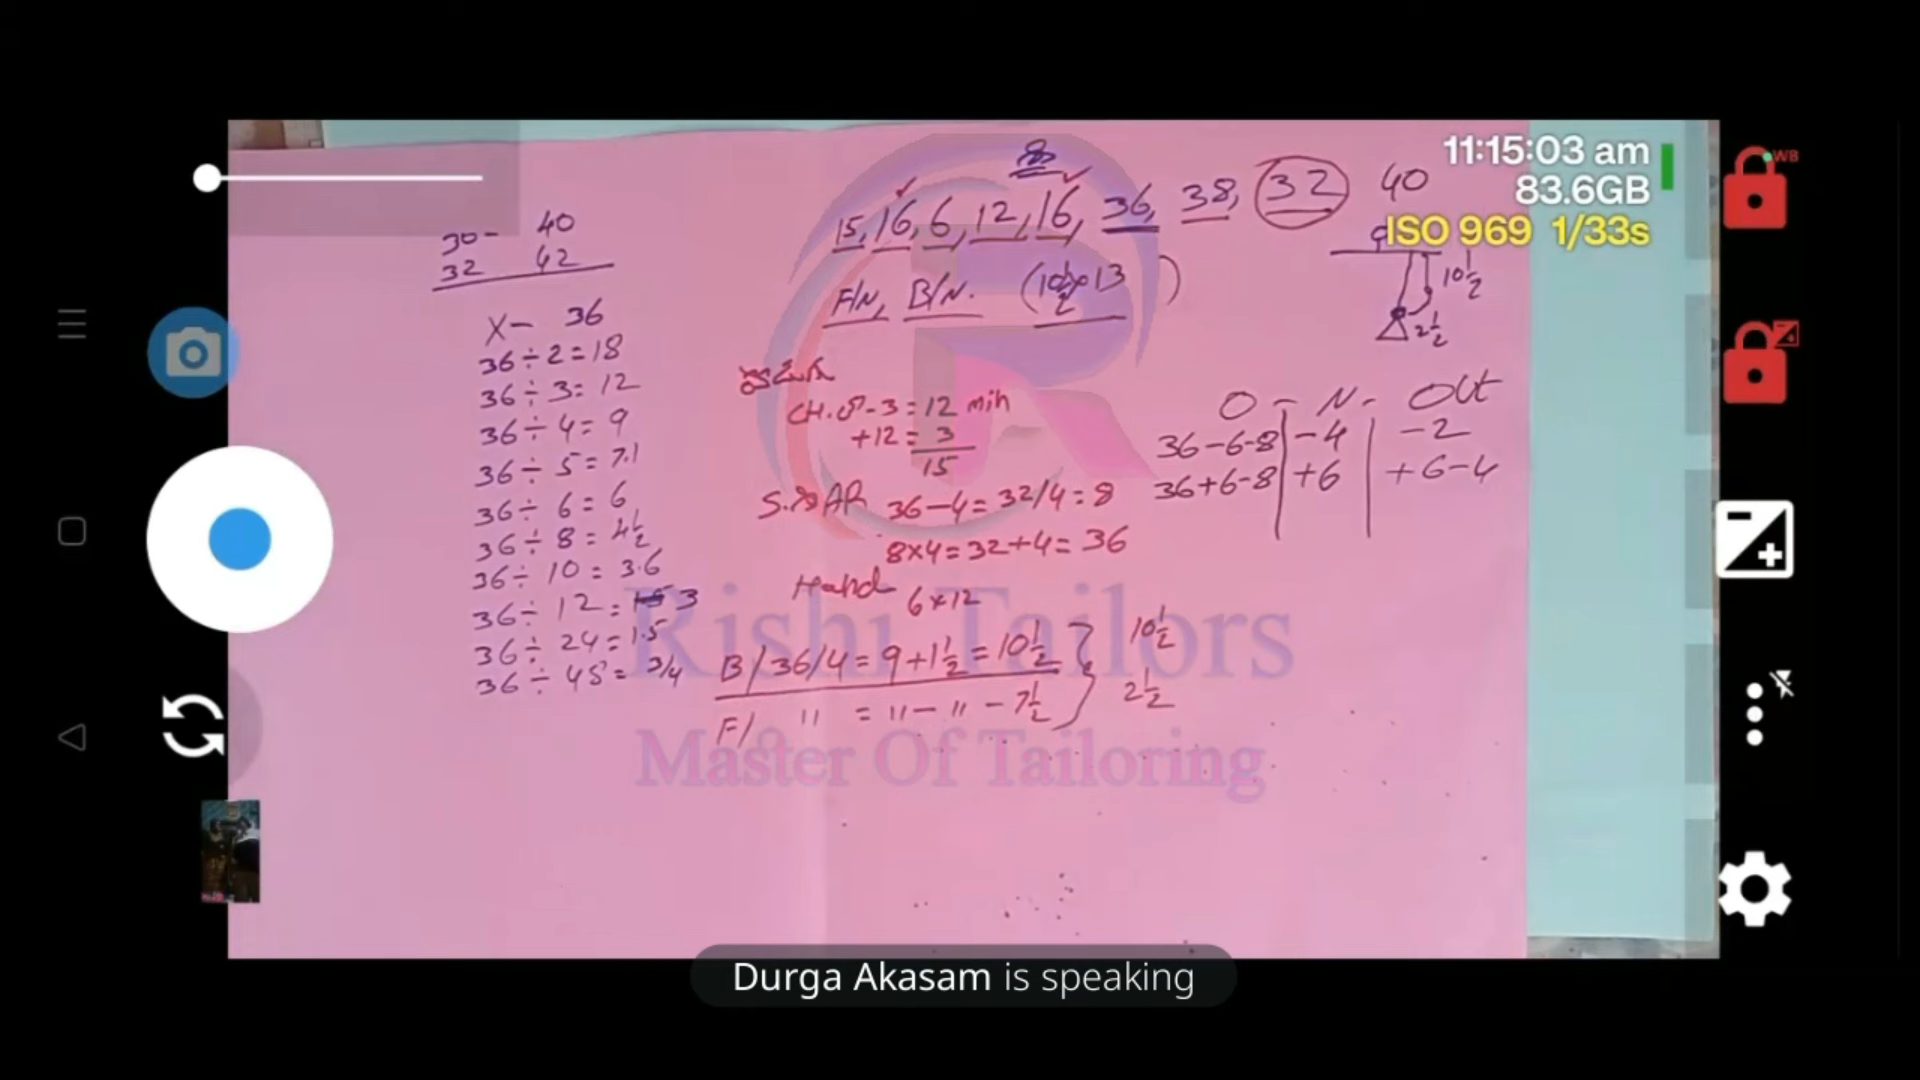 11:15:03 am
83.6GB
ISO 969 1/33s
WB
15, 16, 6, 12, 16, 36, 38, 32 40
F/N, B/N. (10½×13)
10½
2½
30- 40
32 42
X- 36
36÷2=18
36÷3=12
36÷4=9
36÷5=7.1
36÷6=6
36÷8=4½
36÷10=3.6
36÷12=3
36÷24=1.5
36÷48=3/4
-3=12 min
+12=3
15
36-4=32/4=8
8×4=32+4=36
Hand 6×12
B/36/4=9+1½=10½
F/ " = "-"-7½
10½
2½
O - N - Out
36-6-8 -4 -2
36+6-8 +6 +6-4
Rishi Tailors
Master Of Tailoring
Durga Akasam is speaking